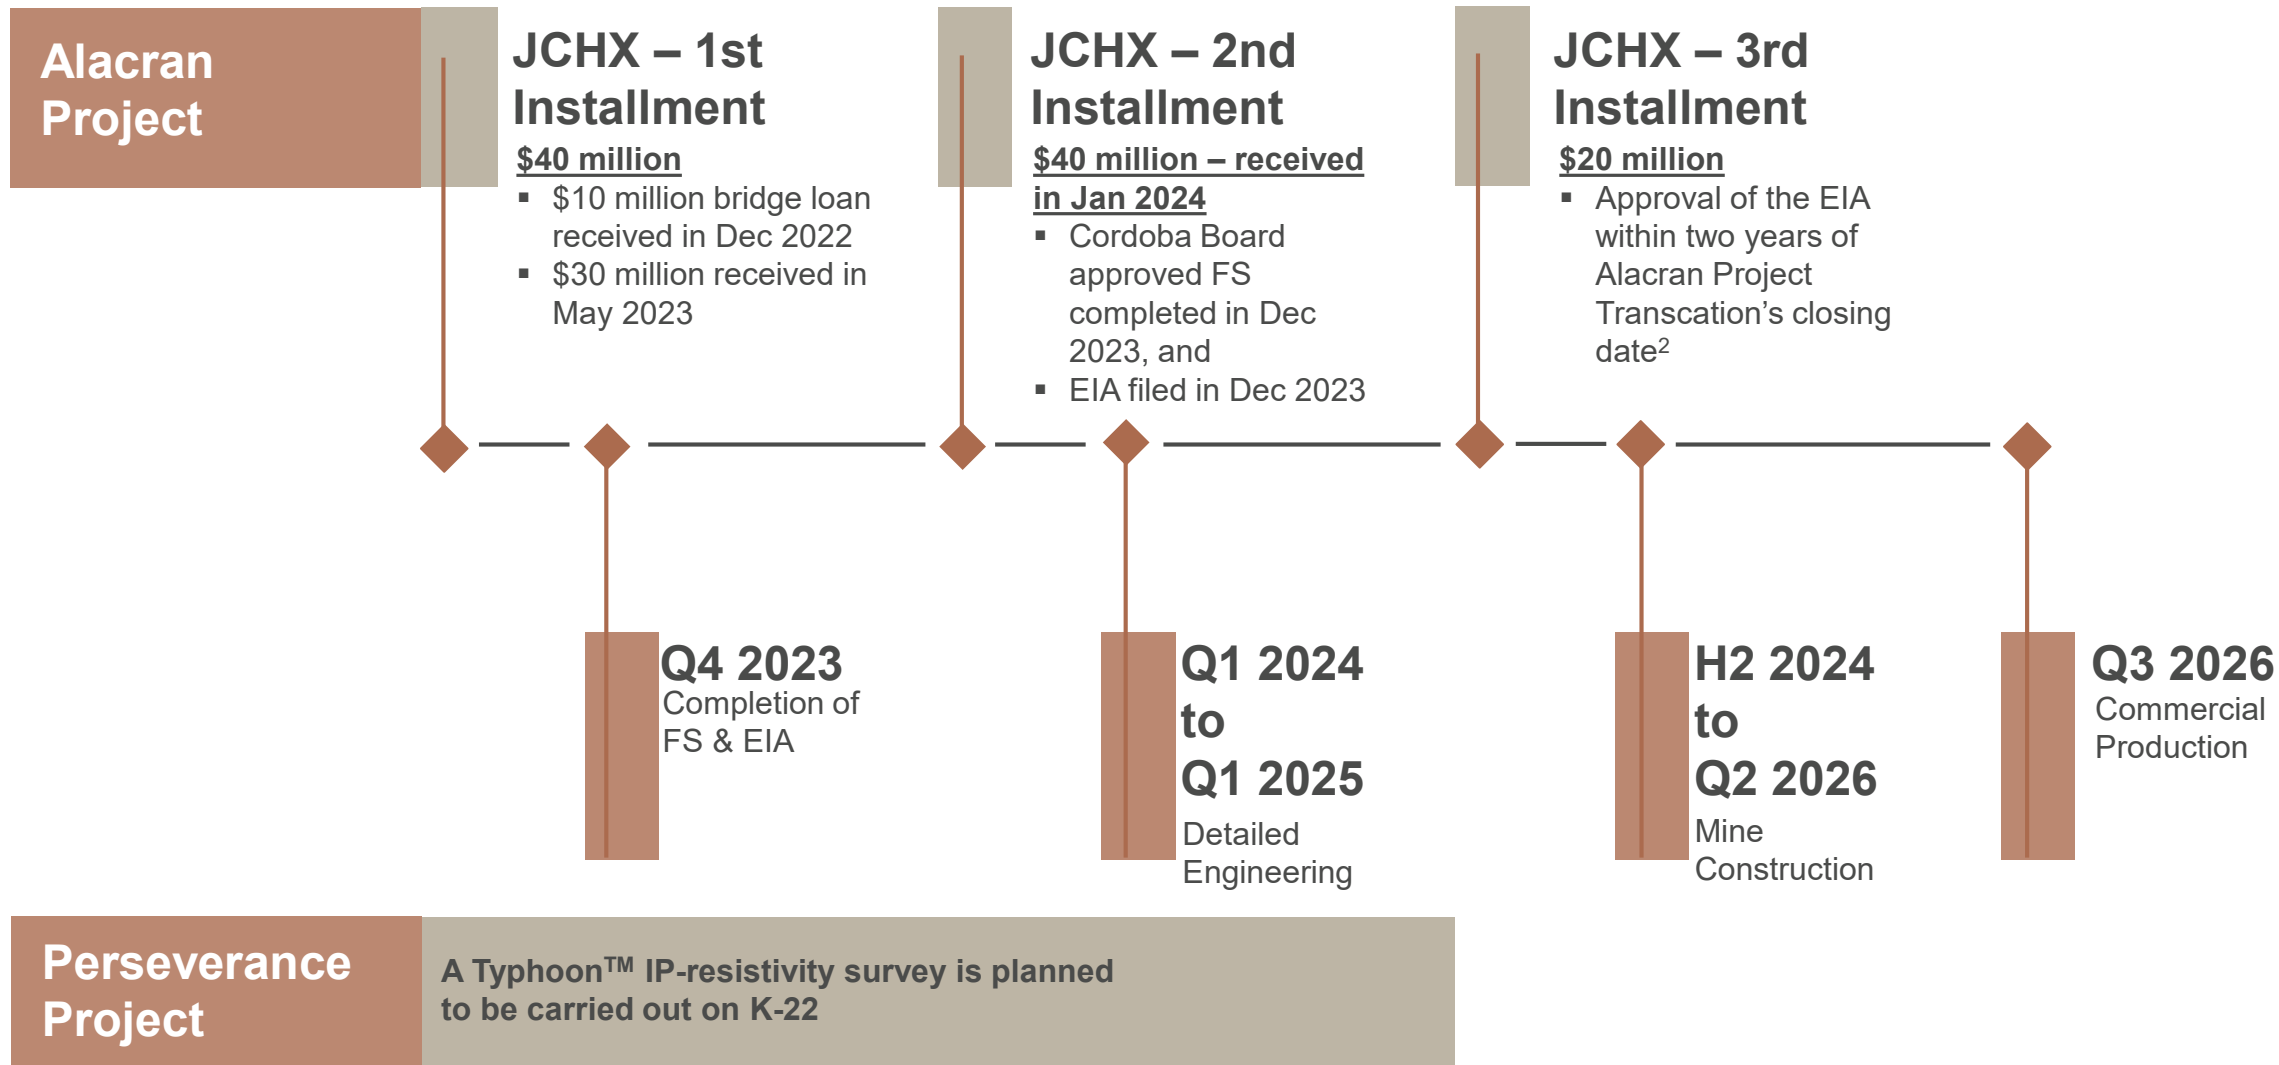 Alacran
Project
JCHX – 1st
Installment
$40 million
▪ $10 million bridge loan
received in Dec 2022
▪ $30 million received in
May 2023
JCHX – 2nd
Installment
$40 million – received
in Jan 2024
▪ Cordoba Board
approved FS
completed in Dec
2023, and
▪ EIA filed in Dec 2023
JCHX – 3rd
Installment
$20 million
▪ Approval of the EIA
within two years of
Alacran Project
Transcation’s closing
date²
Q4 2023
Completion of
FS & EIA
Q1 2024
to
Q1 2025
Detailed
Engineering
H2 2024
to
Q2 2026
Mine
Construction
Q3 2026
Commercial
Production
Perseverance
Project
A Typhoon™ IP-resistivity survey is planned
to be carried out on K-22